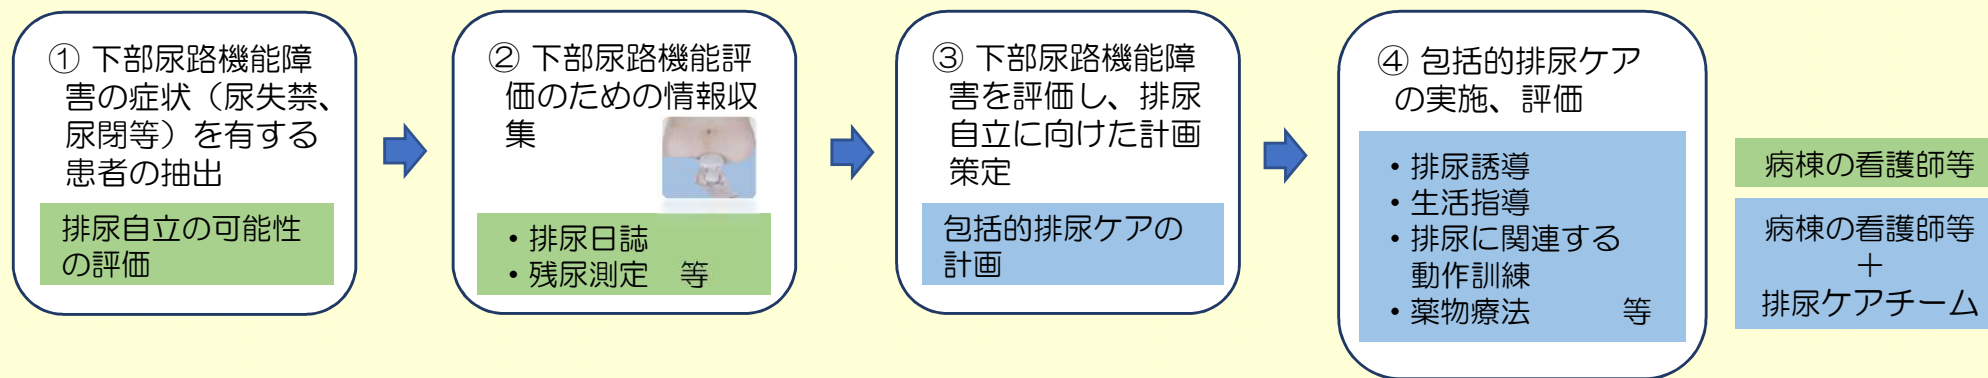 ① 下部尿路機能障
害の症状（尿失禁、
尿閉等）を有する
患者の抽出
排尿自立の可能性
の評価
② 下部尿路機能評
価のための情報収
集
・排尿日誌
・残尿測定　等
③ 下部尿路機能障
害を評価し、排尿
自立に向けた計画
策定
包括的排尿ケアの
計画
④ 包括的排尿ケア
の実施、評価
・排尿誘導
・生活指導
・排尿に関連する
動作訓練
・薬物療法　　　等
病棟の看護師等
病棟の看護師等
＋
排尿ケアチーム